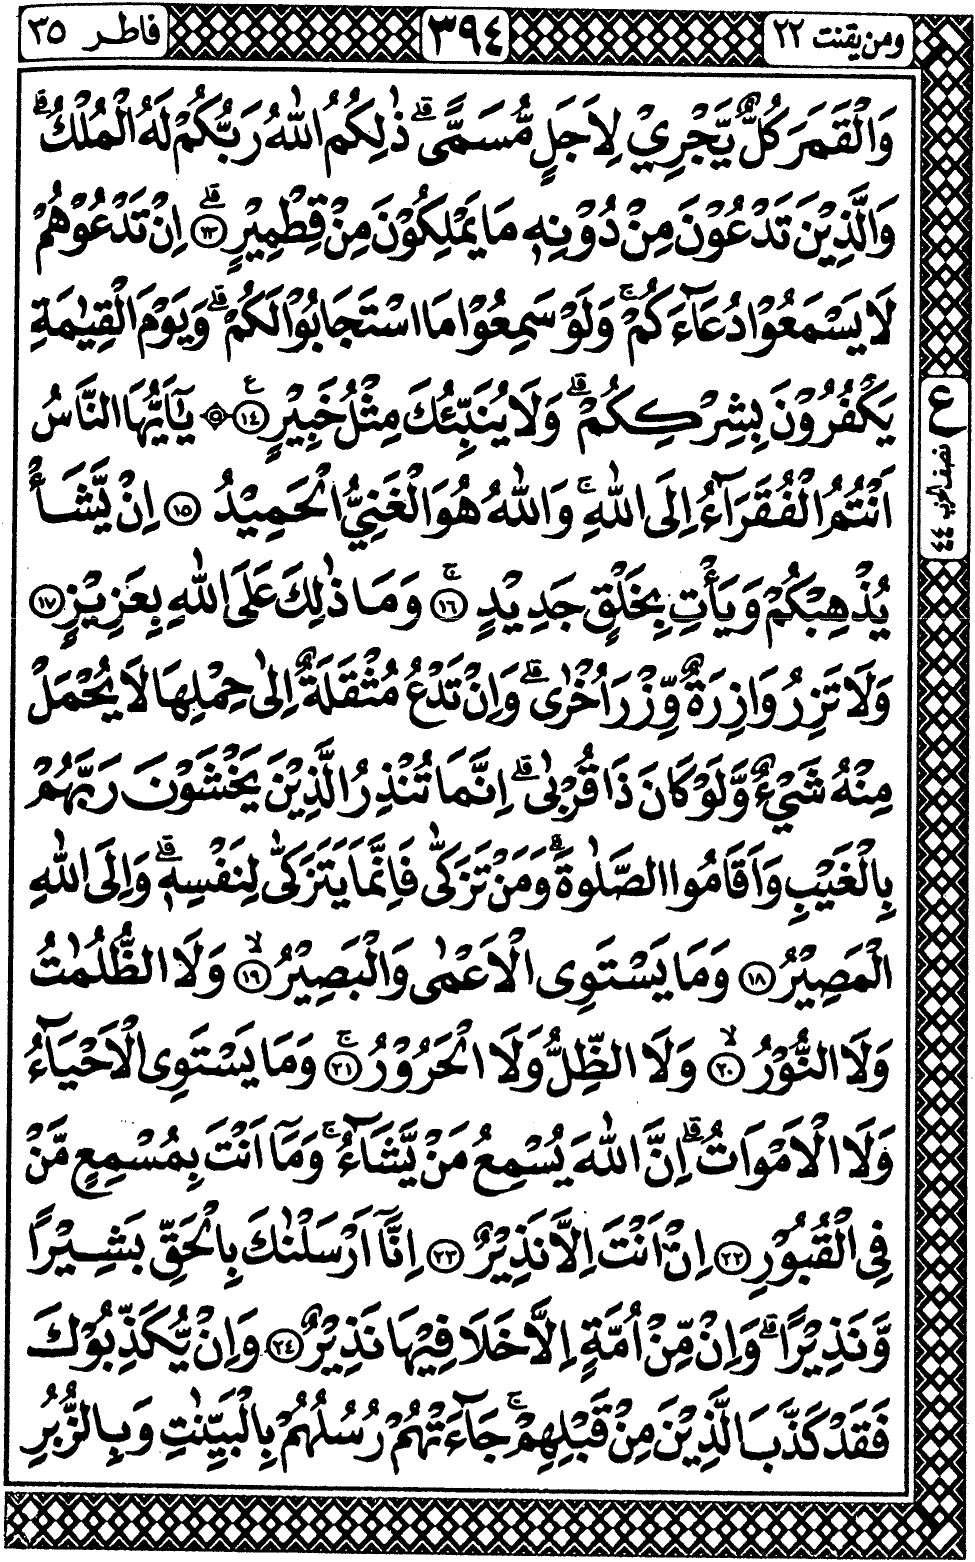 ومن يقنت ٢٢
٣٩٤
فاطر ٣٥
وَالْقَمَرَ كُلٌّ يَّجْرِيْ لِاَجَلٍ مُّسَمًّى ؕ ذٰلِكُمُ اللّٰهُ رَبُّكُمْ لَهُ الْمُلْكُ ؕ
وَالَّذِيْنَ تَدْعُوْنَ مِنْ دُوْنِهٖ مَا يَمْلِكُوْنَ مِنْ قِطْمِيْرٍ ؕ ١٣ اِنْ تَدْعُوْهُمْ
لَا يَسْمَعُوْا دُعَآءَكُمْ ۚ وَلَوْ سَمِعُوْا مَا اسْتَجَابُوْا لَكُمْ ؕ وَيَوْمَ الْقِيٰمَةِ
يَكْفُرُوْنَ بِشِرْكِكُمْ ؕ وَلَا يُنَبِّئُكَ مِثْلُ خَبِيْرٍ ١٤ ع يٰۤاَيُّهَا النَّاسُ
اَنْتُمُ الْفُقَرَآءُ اِلَى اللّٰهِ ۚ وَاللّٰهُ هُوَ الْغَنِيُّ الْحَمِيْدُ ١٥ اِنْ يَّشَاْ
يُذْهِبْكُمْ وَيَاْتِ بِخَلْقٍ جَدِيْدٍ ۚ ١٦ وَمَا ذٰلِكَ عَلَى اللّٰهِ بِعَزِيْزٍ ١٧
وَلَا تَزِرُ وَازِرَةٌ وِّزْرَ اُخْرٰى ؕ وَاِنْ تَدْعُ مُثْقَلَةٌ اِلٰى حِمْلِهَا لَا يُحْمَلْ
مِنْهُ شَيْءٌ وَّلَوْ كَانَ ذَا قُرْبٰى ؕ اِنَّمَا تُنْذِرُ الَّذِيْنَ يَخْشَوْنَ رَبَّهُمْ
بِالْغَيْبِ وَاَقَامُوا الصَّلٰوةَ ؕ وَمَنْ تَزَكّٰى فَاِنَّمَا يَتَزَكّٰى لِنَفْسِهٖ ؕ وَاِلَى اللّٰهِ
الْمَصِيْرُ ١٨ وَمَا يَسْتَوِى الْاَعْمٰى وَالْبَصِيْرُ ۙ ١٩ وَلَا الظُّلُمٰتُ
وَلَا النُّوْرُ ۙ ٢٠ وَلَا الظِّلُّ وَلَا الْحَرُوْرُ ۚ ٢١ وَمَا يَسْتَوِى الْاَحْيَآءُ
وَلَا الْاَمْوَاتُ ؕ اِنَّ اللّٰهَ يُسْمِعُ مَنْ يَّشَآءُ ۚ وَمَاۤ اَنْتَ بِمُسْمِعٍ مَّنْ
فِى الْقُبُوْرِ ٢٢ اِنْ اَنْتَ اِلَّا نَذِيْرٌ ٢٣ اِنَّاۤ اَرْسَلْنٰكَ بِالْحَقِّ بَشِيْرًا
وَّنَذِيْرًا ؕ وَاِنْ مِّنْ اُمَّةٍ اِلَّا خَلَا فِيْهَا نَذِيْرٌ ٢٤ وَاِنْ يُّكَذِّبُوْكَ
فَقَدْ كَذَّبَ الَّذِيْنَ مِنْ قَبْلِهِمْ ۚ جَآءَتْهُمْ رُسُلُهُمْ بِالْبَيِّنٰتِ وَبِالزُّبُرِ
ع
نصف الحزب ٤٤